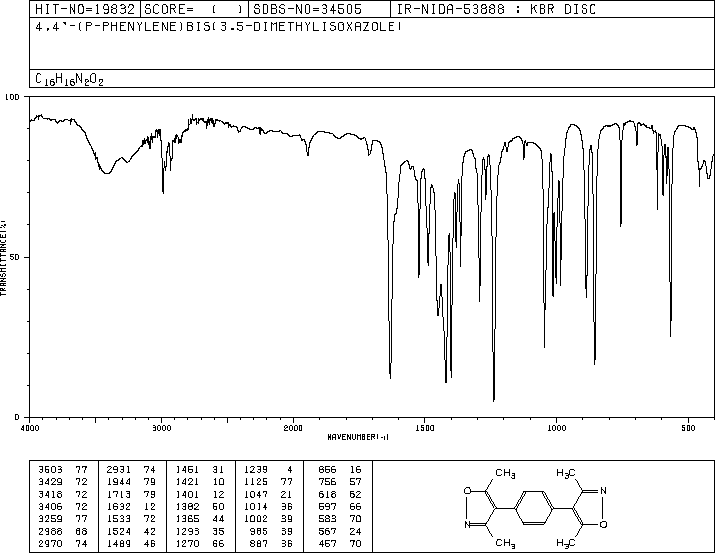 HIT-NO=19832 SCORE= ( ) SDBS-NO=34505 IR-NIDA-53888 : KBR DISC
4,4'-(P-PHENYLENE)BIS(3,5-DIMETHYLISOXAZOLE)
C16H16N2O2
100
50
0
TRANSMITTANCE(%)
4000 3000 2000 1500 1000 500
WAVENUMBER(-1)
3503 77 2931 74 1451 31 1239 4 856 16
3429 72 1944 79 1421 10 1125 77 756 57
3418 72 1713 79 1401 12 1047 21 618 62
3406 72 1632 12 1382 60 1014 36 597 66
3259 77 1533 72 1365 44 1002 39 583 70
2988 68 1524 42 1293 35 985 39 567 24
2970 74 1489 46 1270 66 887 36 457 70
CH3 H3C
O N
N O
CH3 H3C